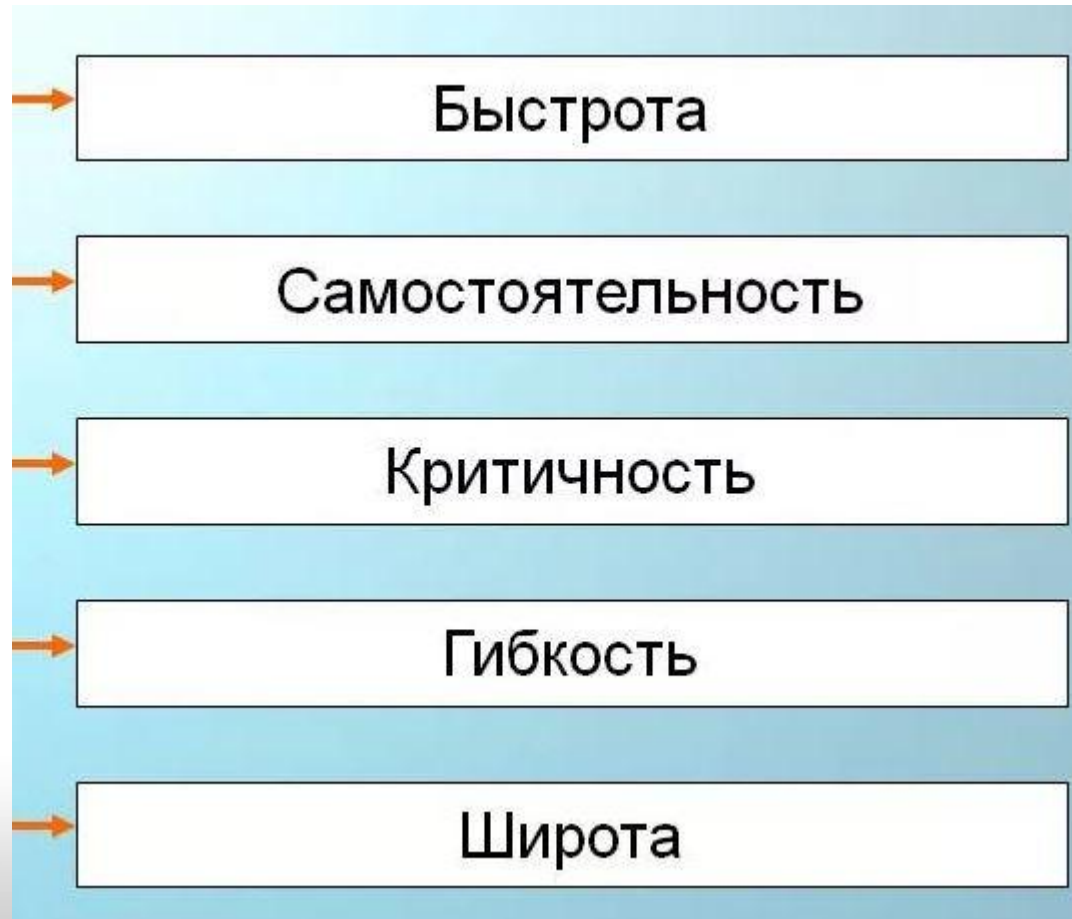 Быстрота
Самостоятельность
Критичность
Гибкость
Широта